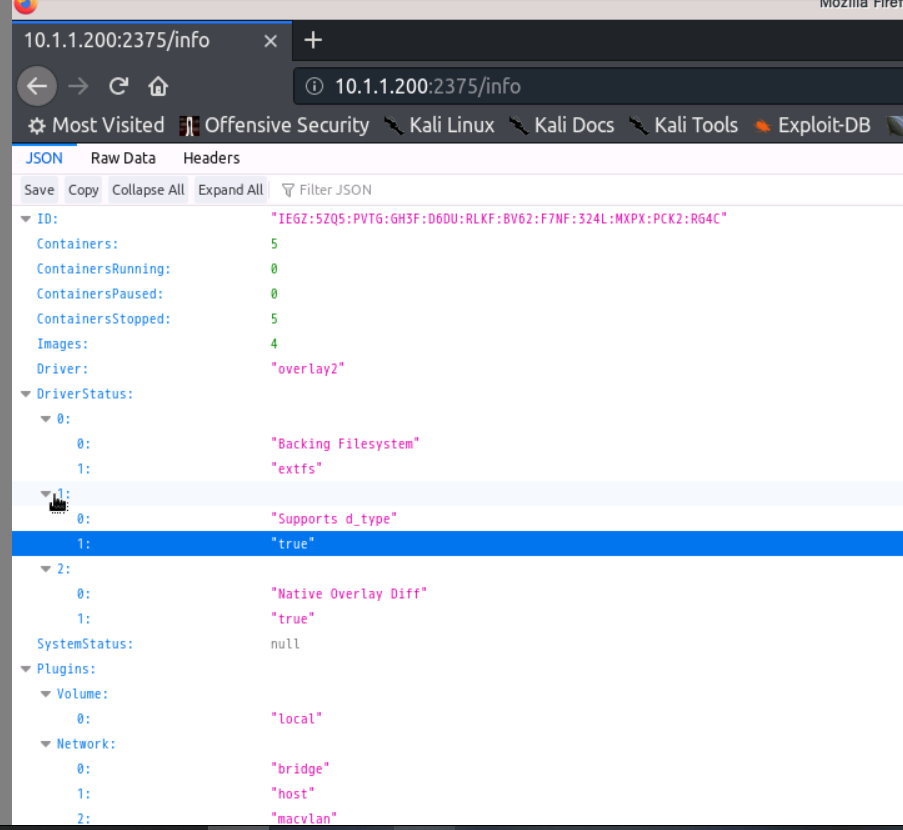 Mozilla Firef
10.1.1.200:2375/info
10.1.1.200:2375/info
Most Visited Offensive Security Kali Linux Kali Docs Kali Tools Exploit-DB
JSON Raw Data Headers
Save Copy Collapse All Expand All Filter JSON
ID: "IEGZ:5ZQ5:PVTG:GH3F:D6DU:RLKF:BV62:F7NF:324L:MXPX:PCK2:RG4C"
Containers: 5
ContainersRunning: 0
ContainersPaused: 0
ContainersStopped: 5
Images: 4
Driver: "overlay2"
DriverStatus:
0:
0: "Backing Filesystem"
1: "extfs"
1:
0: "Supports d_type"
1: "true"
2:
0: "Native Overlay Diff"
1: "true"
SystemStatus: null
Plugins:
Volume:
0: "local"
Network:
0: "bridge"
1: "host"
2: "macvlan"